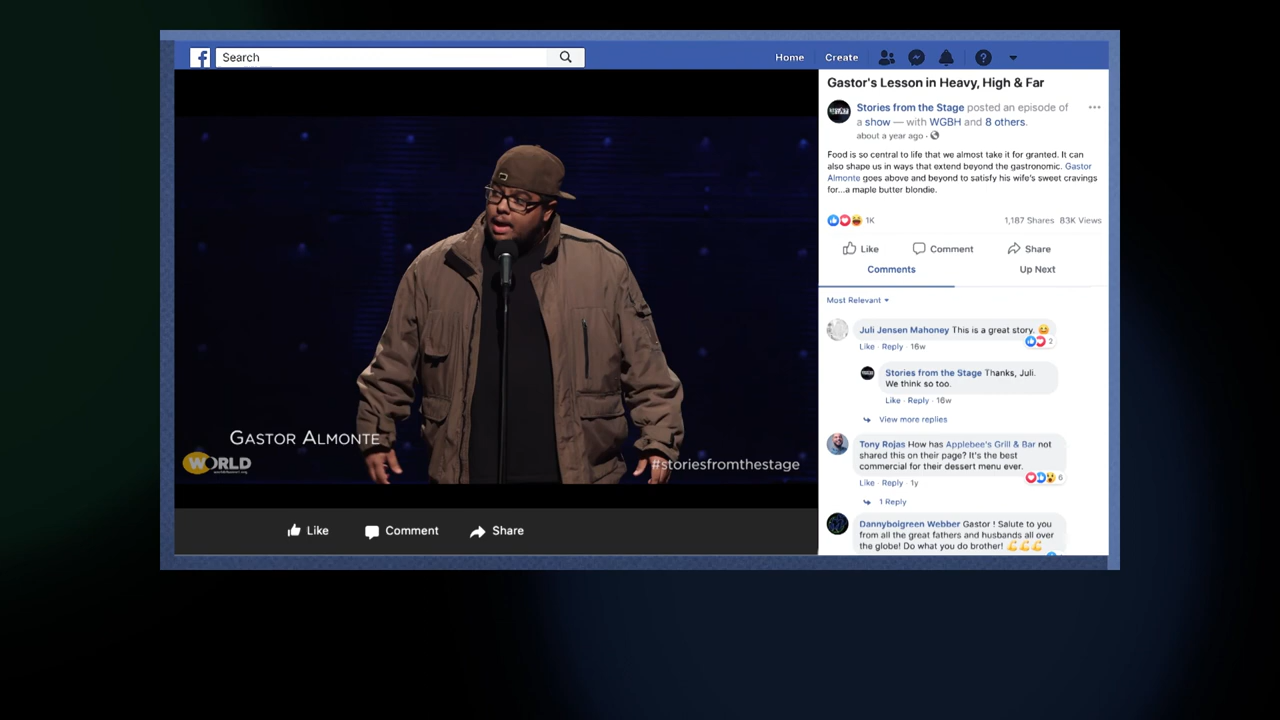 Search
Home
Create
GASTOR ALMONTE
WORLD
#storiesfromthestage
Like
Comment
Share
Gastor's Lesson in Heavy, High & Far
Stories from the Stage posted an episode of
a show — with WGBH and 8 others.
about a year ago
Food is so central to life that we almost take it for granted. It can
also shape us in ways that extend beyond the gastronomic. Gastor
Almonte goes above and beyond to satisfy his wife's sweet cravings
for...a maple butter blondie.
1K
1,187 Shares 83K Views
Like
Comment
Share
Comments
Up Next
Most Relevant
Juli Jensen Mahoney This is a great story. 😊
2
Like · Reply · 16w
Stories from the Stage Thanks, Juli.
We think so too.
Like · Reply · 16w
View more replies
Tony Rojas How has Applebee's Grill & Bar not
shared this on their page? It's the best
commercial for their dessert menu ever.
6
Like · Reply · 1y
1 Reply
Dannybolgreen Webber Gastor ! Salute to you
from all the great fathers and husbands all over
the globe! Do what you do brother! 💪💪💪